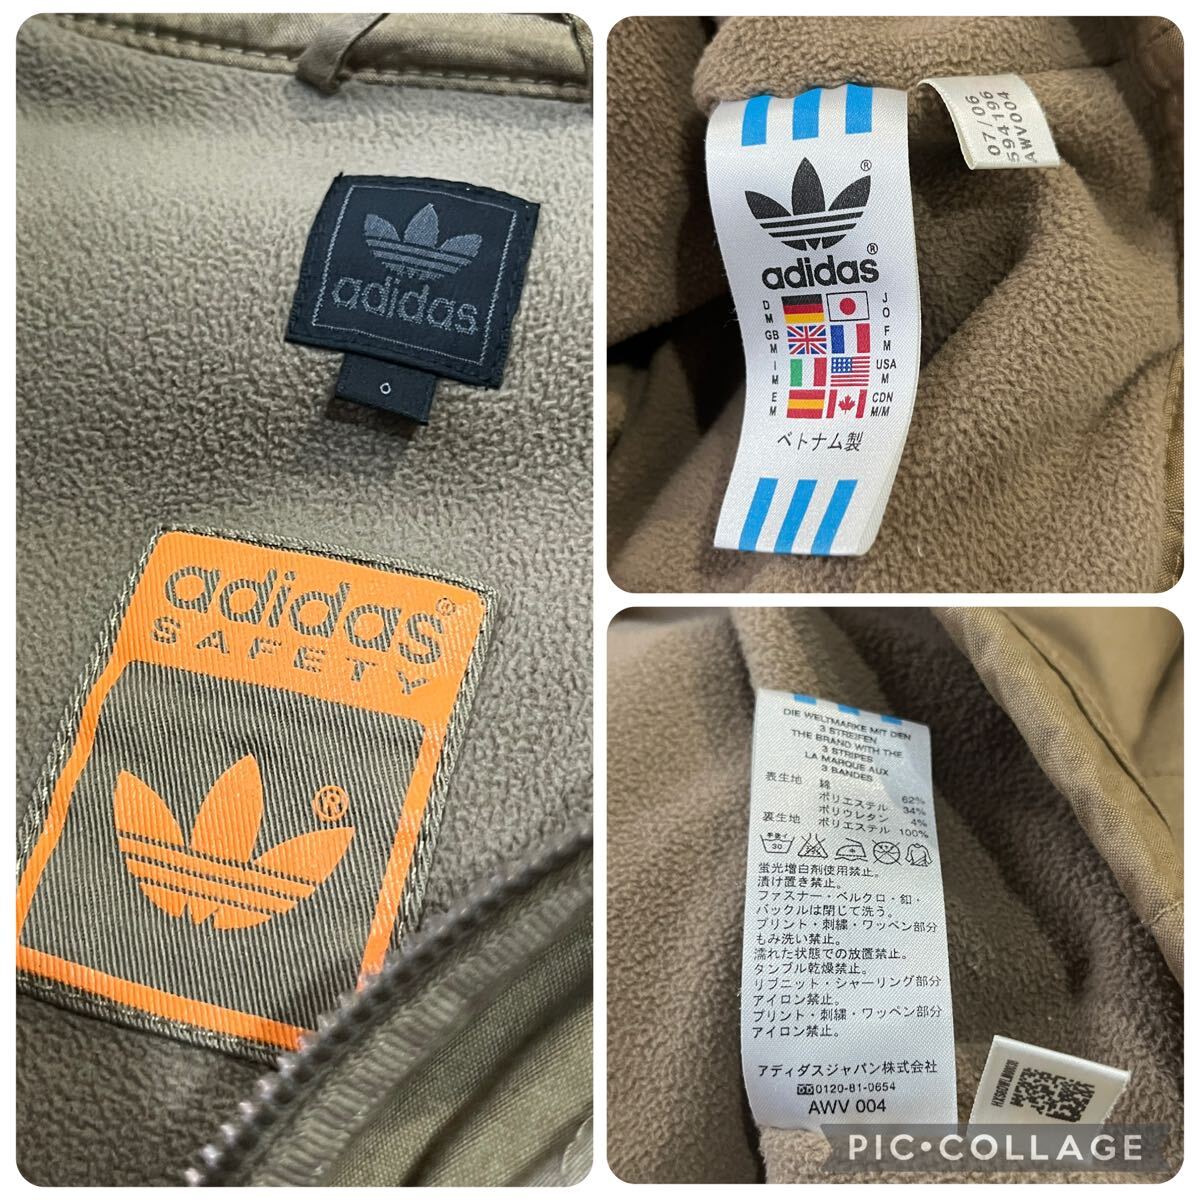 adidas
O
adidas®
SAFETY
®
07/06
594196
AWV004
®
adidas®
D
M
J
O
GB
M
F
M
I
M
USA
M
E
M
CDN
M/M
ベトナム製
DIE WELTMARKE MIT DEN
3 STREIFEN
THE BRAND WITH THE
3 STRIPES
LA MARQUE AUX
3 BANDES
表生地 綿 62%
ポリエステル 34%
ポリウレタン 4%
裏生地 ポリエステル 100%
手洗イ
30
蛍光増白剤使用禁止。
漬け置き禁止。
ファスナー・ベルクロ・釦・
バックルは閉じて洗う。
プリント・刺繍・ワッペン部分
もみ洗い禁止。
濡れた状態での放置禁止。
タンブル乾燥禁止。
リブニット・シャーリング部分
アイロン禁止。
プリント・刺繍・ワッペン部分
アイロン禁止。
アディダスジャパン株式会社
0120-81-0654
AWV 004
PIC•COLLAGE